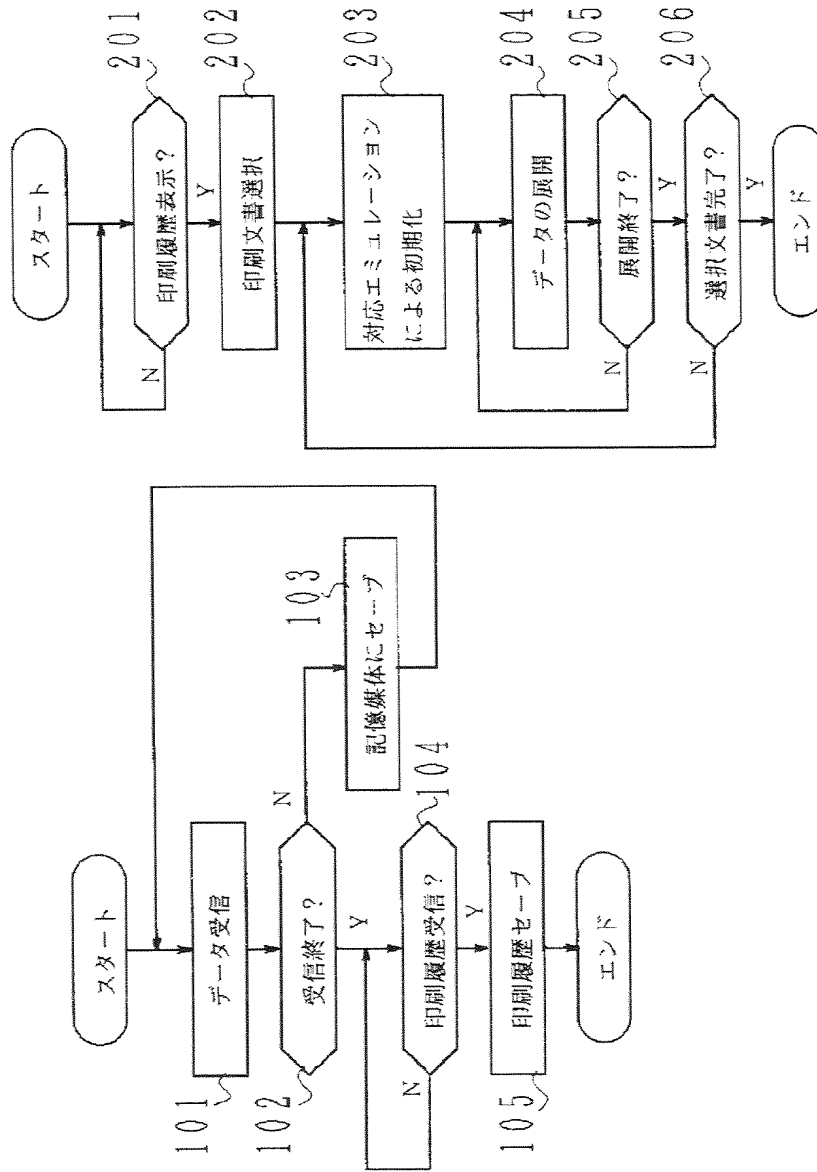 スタート
データ受信
101
受信終了？
102
N
Y
記憶媒体にセーブ
103
印刷履歴受信？
104
N
Y
印刷履歴セーブ
105
エンド
スタート
印刷履歴表示？
201
N
Y
印刷文書選択
202
対応エミュレーション
による初期化
203
データの展開
204
展開終了？
205
N
Y
選択文書完了？
206
N
Y
エンド